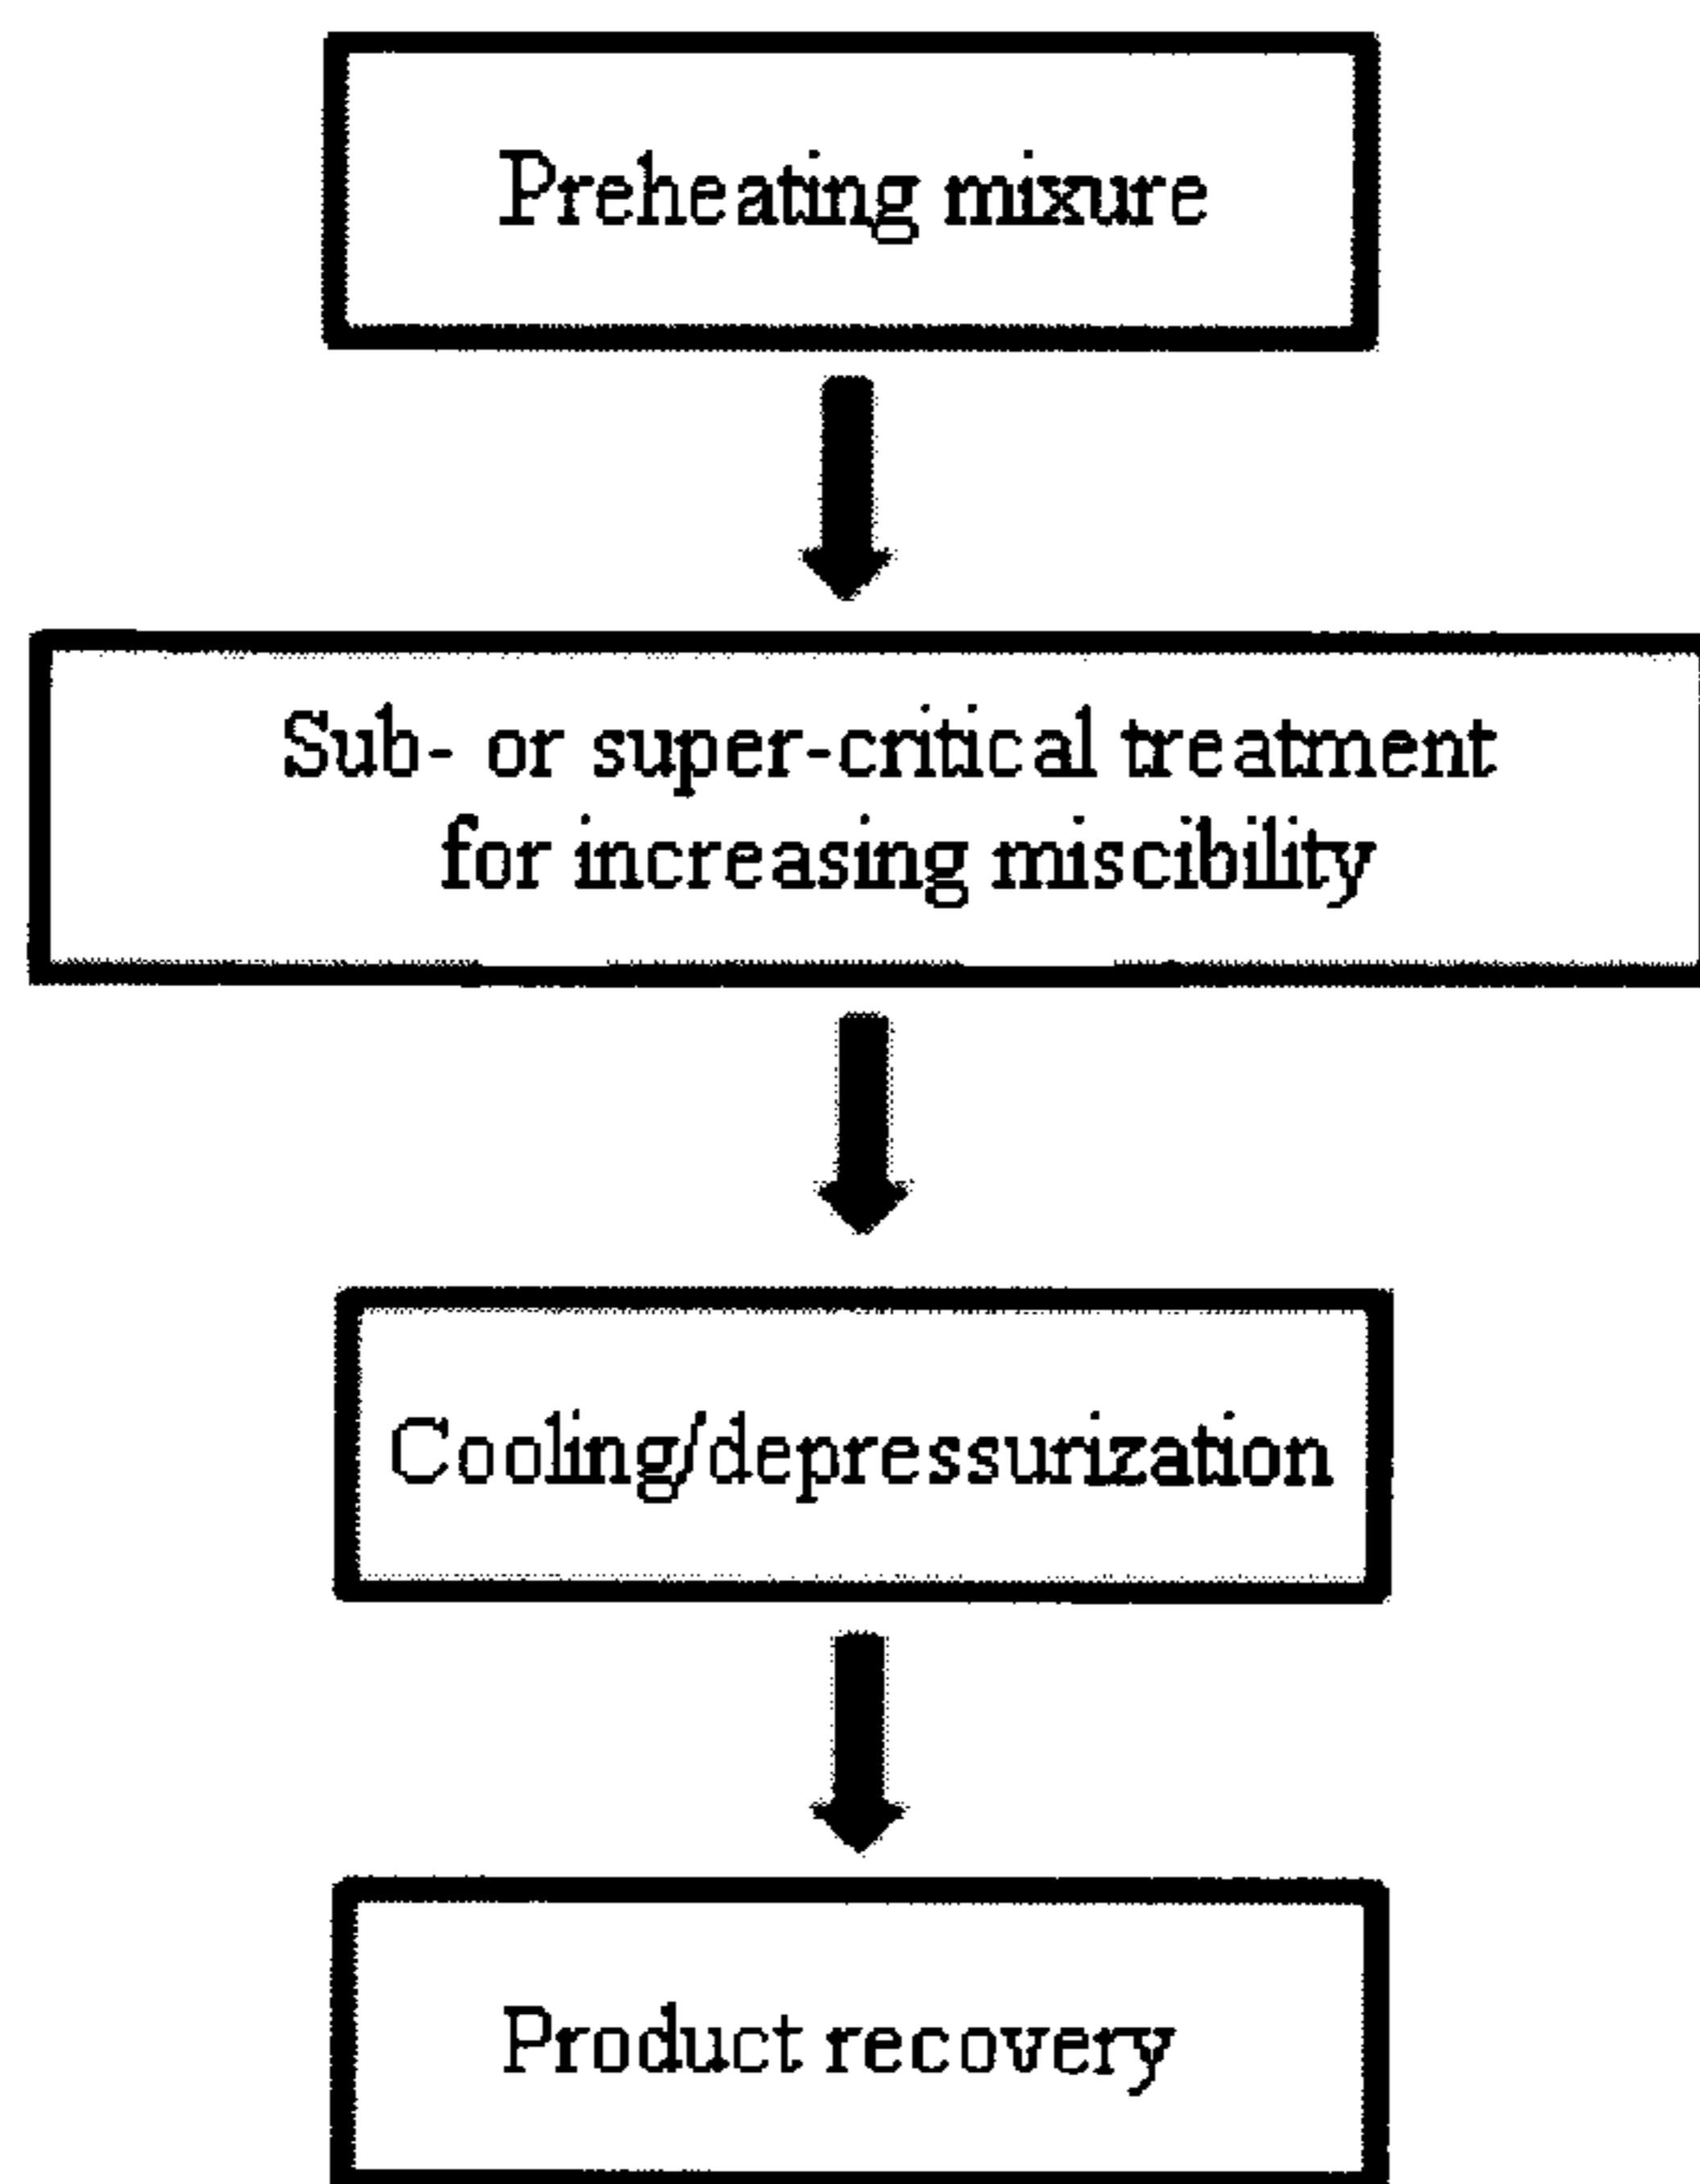 Preheating mixure
Sub- or super-critical treatment
for increasing miscibility
Cooling/depressurization
Product recovery